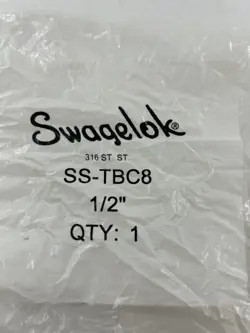 Swagelok®
316 ST ST
SS-TBC8
1/2"
QTY: 1